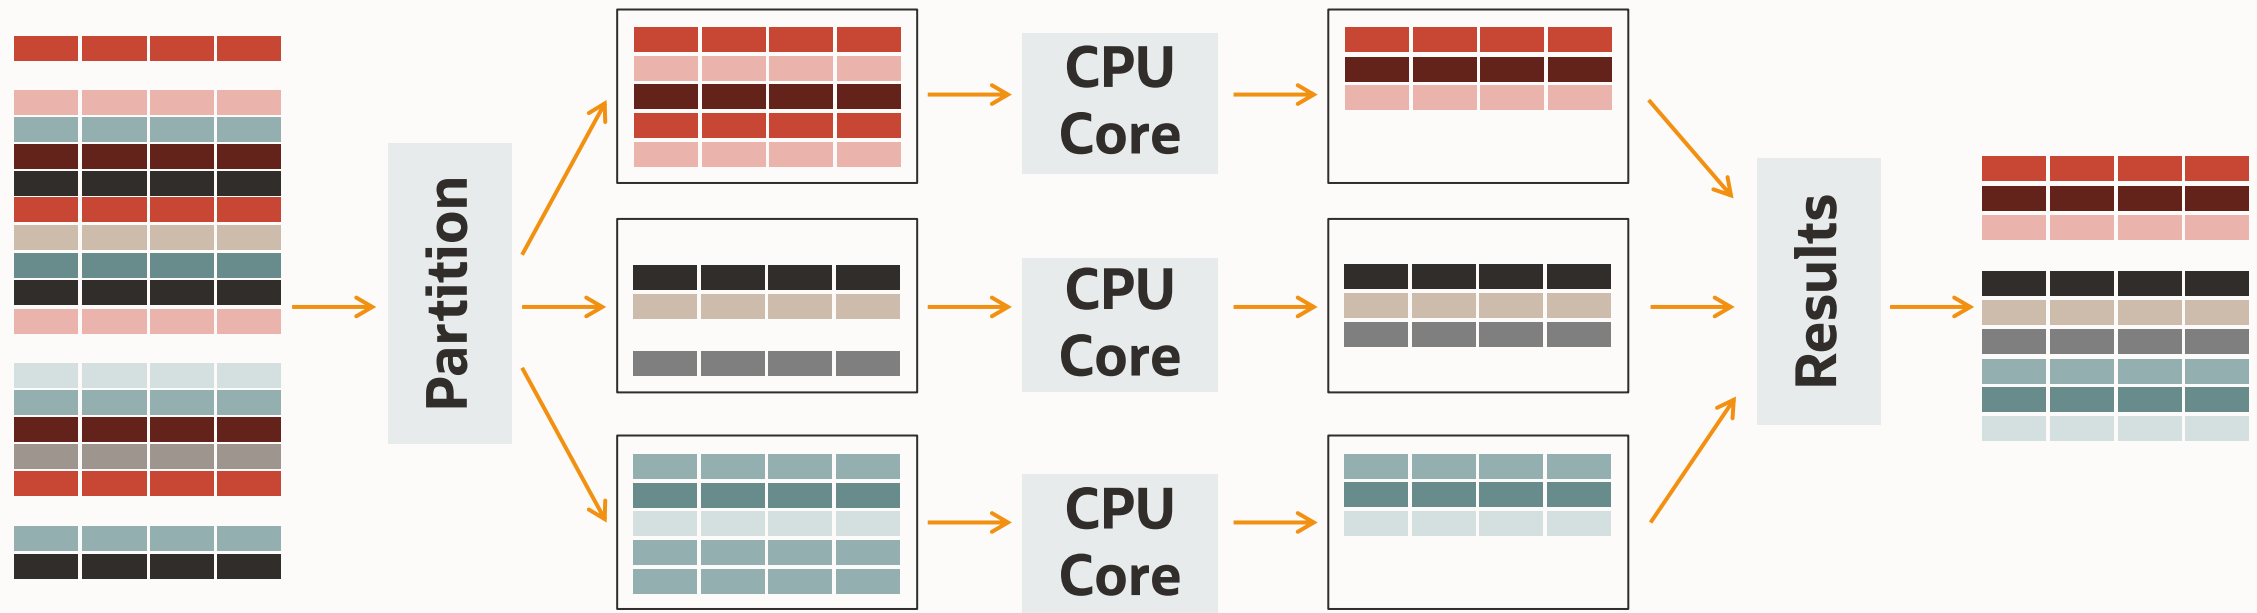 Partition
CPU
Core
CPU
Core
CPU
Core
Results